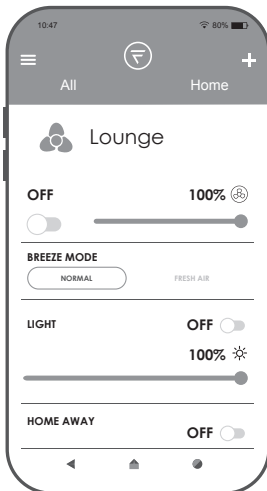 10:47 80%
All Home
Lounge
OFF 100%
BREEZE MODE
NORMAL FRESH AIR
LIGHT OFF
100%
HOME AWAY
OFF